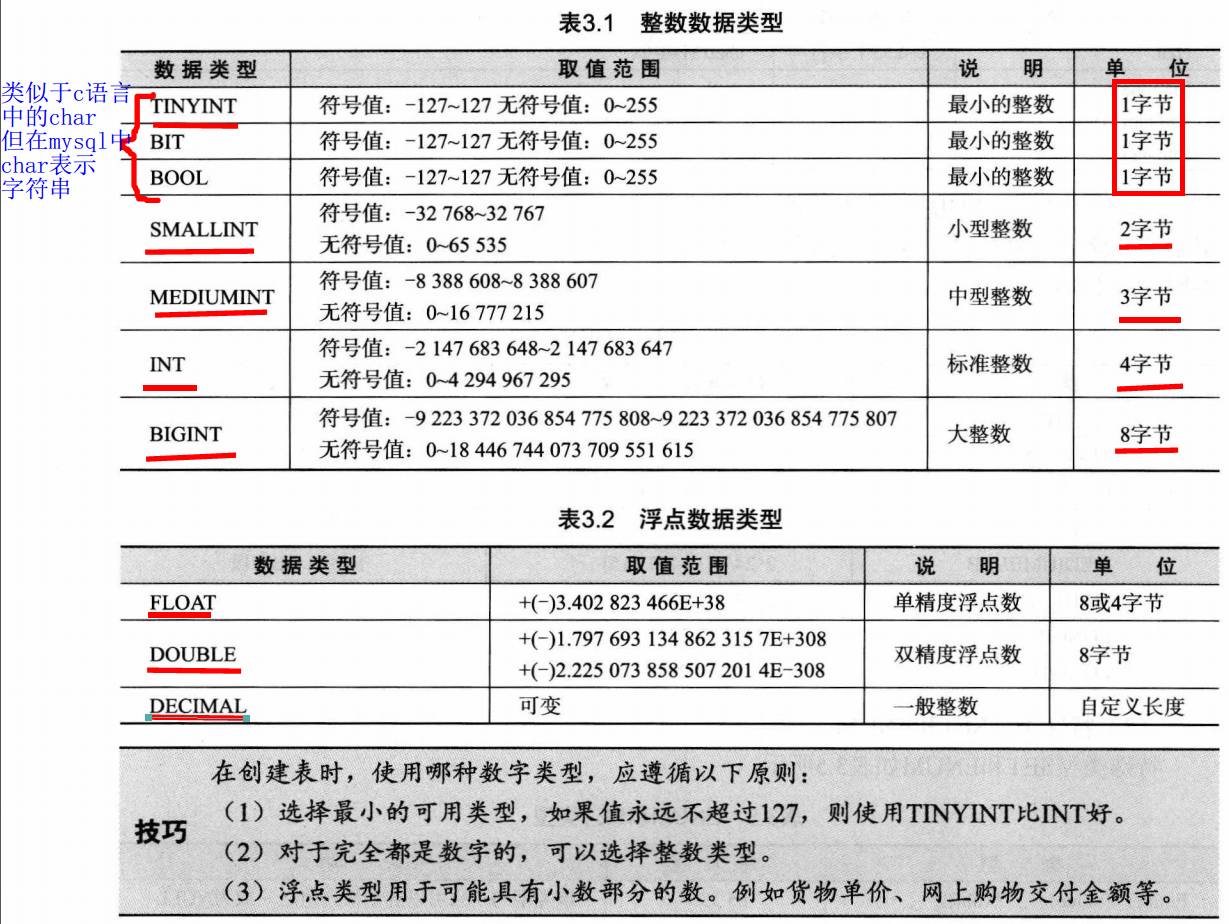 表3.1 整数数据类型
数据类型 取值范围 说 明 单 位
类似于c语言
中的char
但在mysql中
char表示
字符串
TINYINT 符号值：-127~127 无符号值：0~255 最小的整数 1字节
BIT 符号值：-127~127 无符号值：0~255 最小的整数 1字节
BOOL 符号值：-127~127 无符号值：0~255 最小的整数 1字节
SMALLINT 符号值：-32 768~32 767
无符号值：0~65 535 小型整数 2字节
MEDIUMINT 符号值：-8 388 608~8 388 607
无符号值：0~16 777 215 中型整数 3字节
INT 符号值：-2 147 683 648~2 147 683 647
无符号值：0~4 294 967 295 标准整数 4字节
BIGINT 符号值：-9 223 372 036 854 775 808~9 223 372 036 854 775 807
无符号值：0~18 446 744 073 709 551 615 大整数 8字节
表3.2 浮点数据类型
数据类型 取值范围 说 明 单 位
FLOAT +(-)3.402 823 466E+38 单精度浮点数 8或4字节
DOUBLE +(-)1.797 693 134 862 315 7E+308
+(-)2.225 073 858 507 201 4E-308 双精度浮点数 8字节
DECIMAL 可变 一般整数 自定义长度
技巧
在创建表时，使用哪种数字类型，应遵循以下原则：
（1）选择最小的可用类型，如果值永远不超过127，则使用TINYINT比INT好。
（2）对于完全都是数字的，可以选择整数类型。
（3）浮点类型用于可能具有小数部分的数。例如货物单价、网上购物交付金额等。